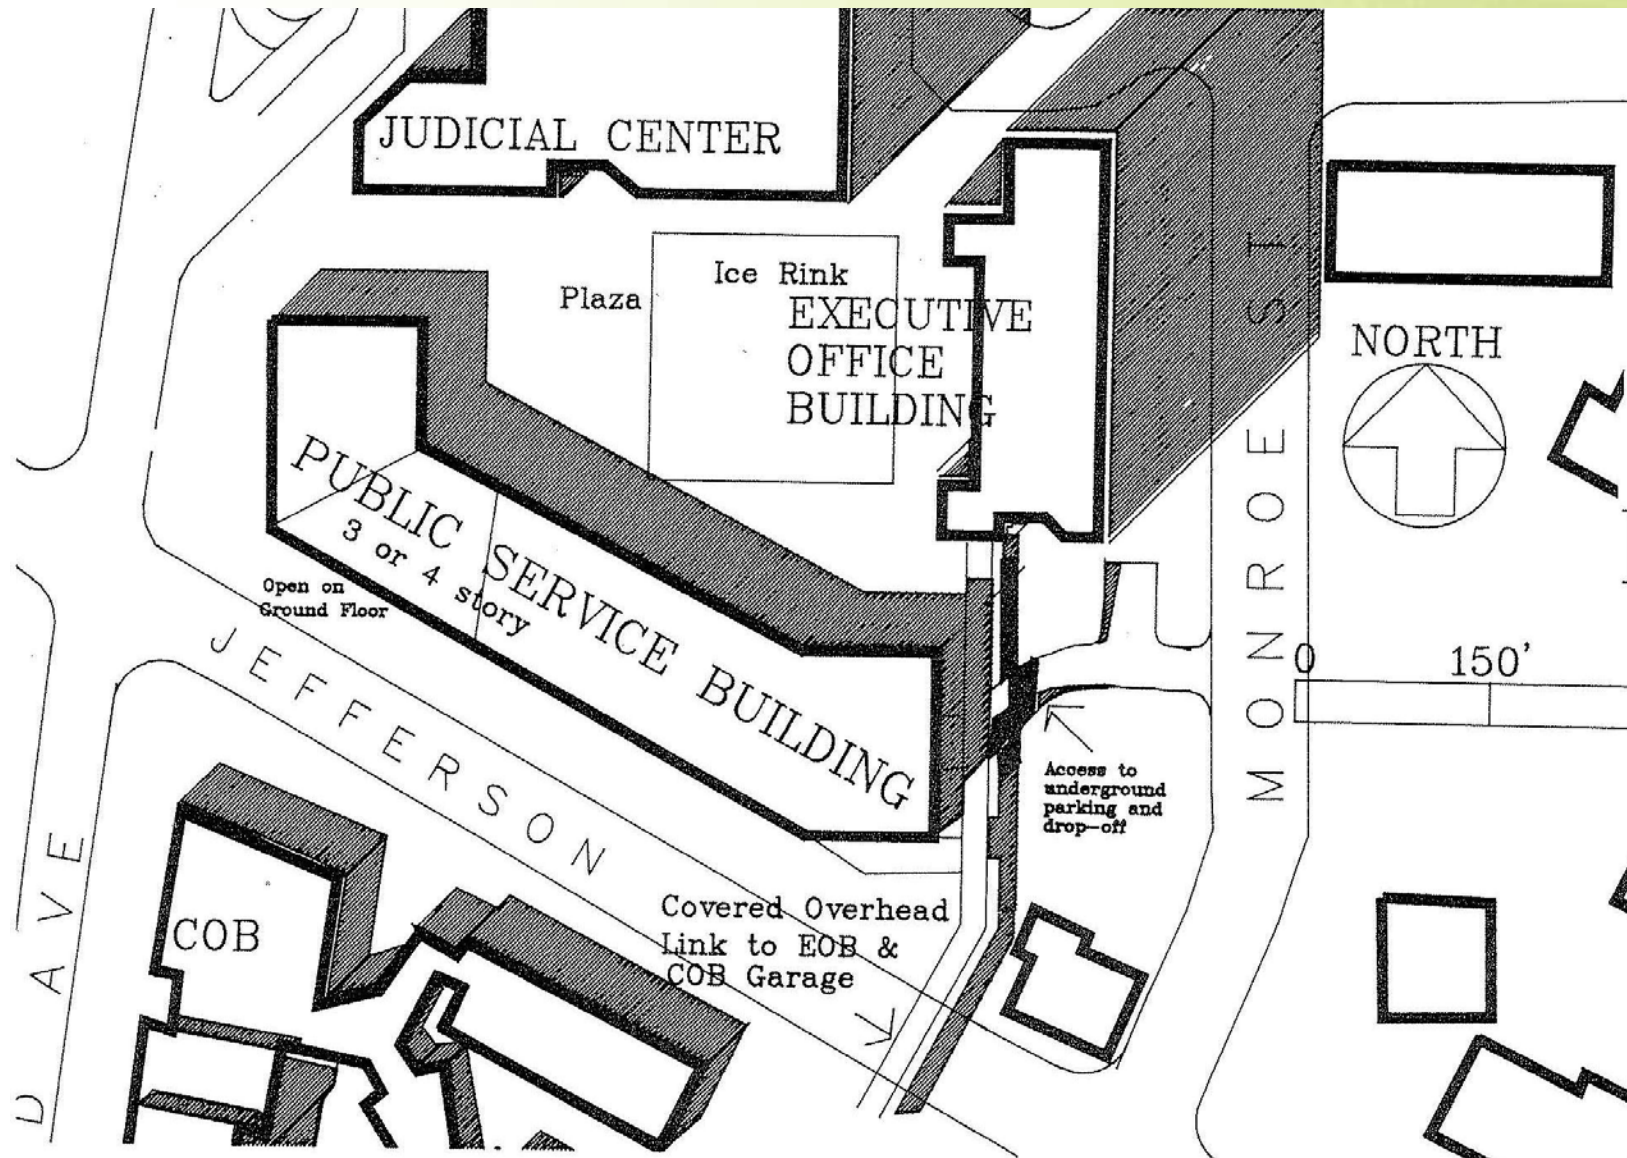 JUDICIAL CENTER
Ice Rink
Plaza
EXECUTIVE
OFFICE
BUILDING
NORTH
MONROE ST
0 150'
PUBLIC SERVICE BUILDING
3 or 4 story
Open on
Ground Floor
JEFFERSON
Access to
underground
parking and
drop-off
COB
Covered Overhead
Link to EOB &
COB Garage
D AVE